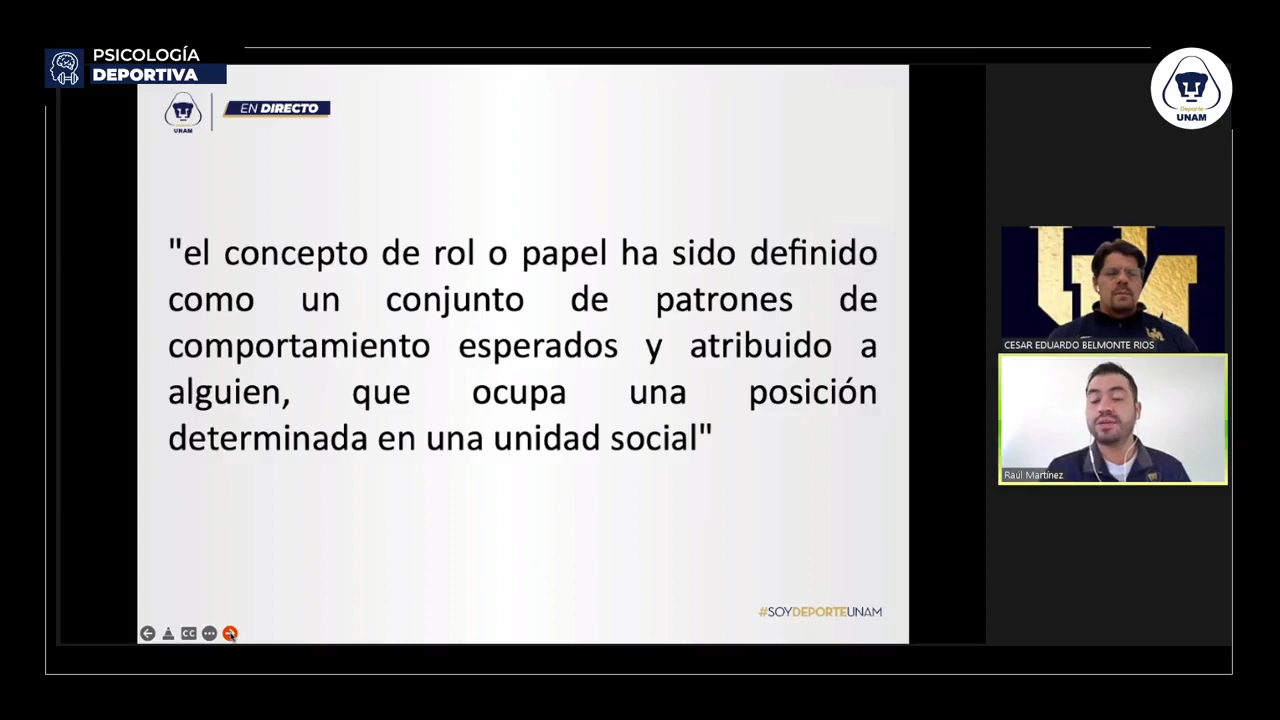 PSICOLOGÍA
DEPORTIVA
UNAM
EN DIRECTO
"el concepto de rol o papel ha sido definido
como un conjunto de patrones de
comportamiento esperados y atribuido a
alguien, que ocupa una posición
determinada en una unidad social"
#SOYDEPORTEUNAM
CC
Deporte
UNAM
CESAR EDUARDO BELMONTE RIOS
Raúl Martínez